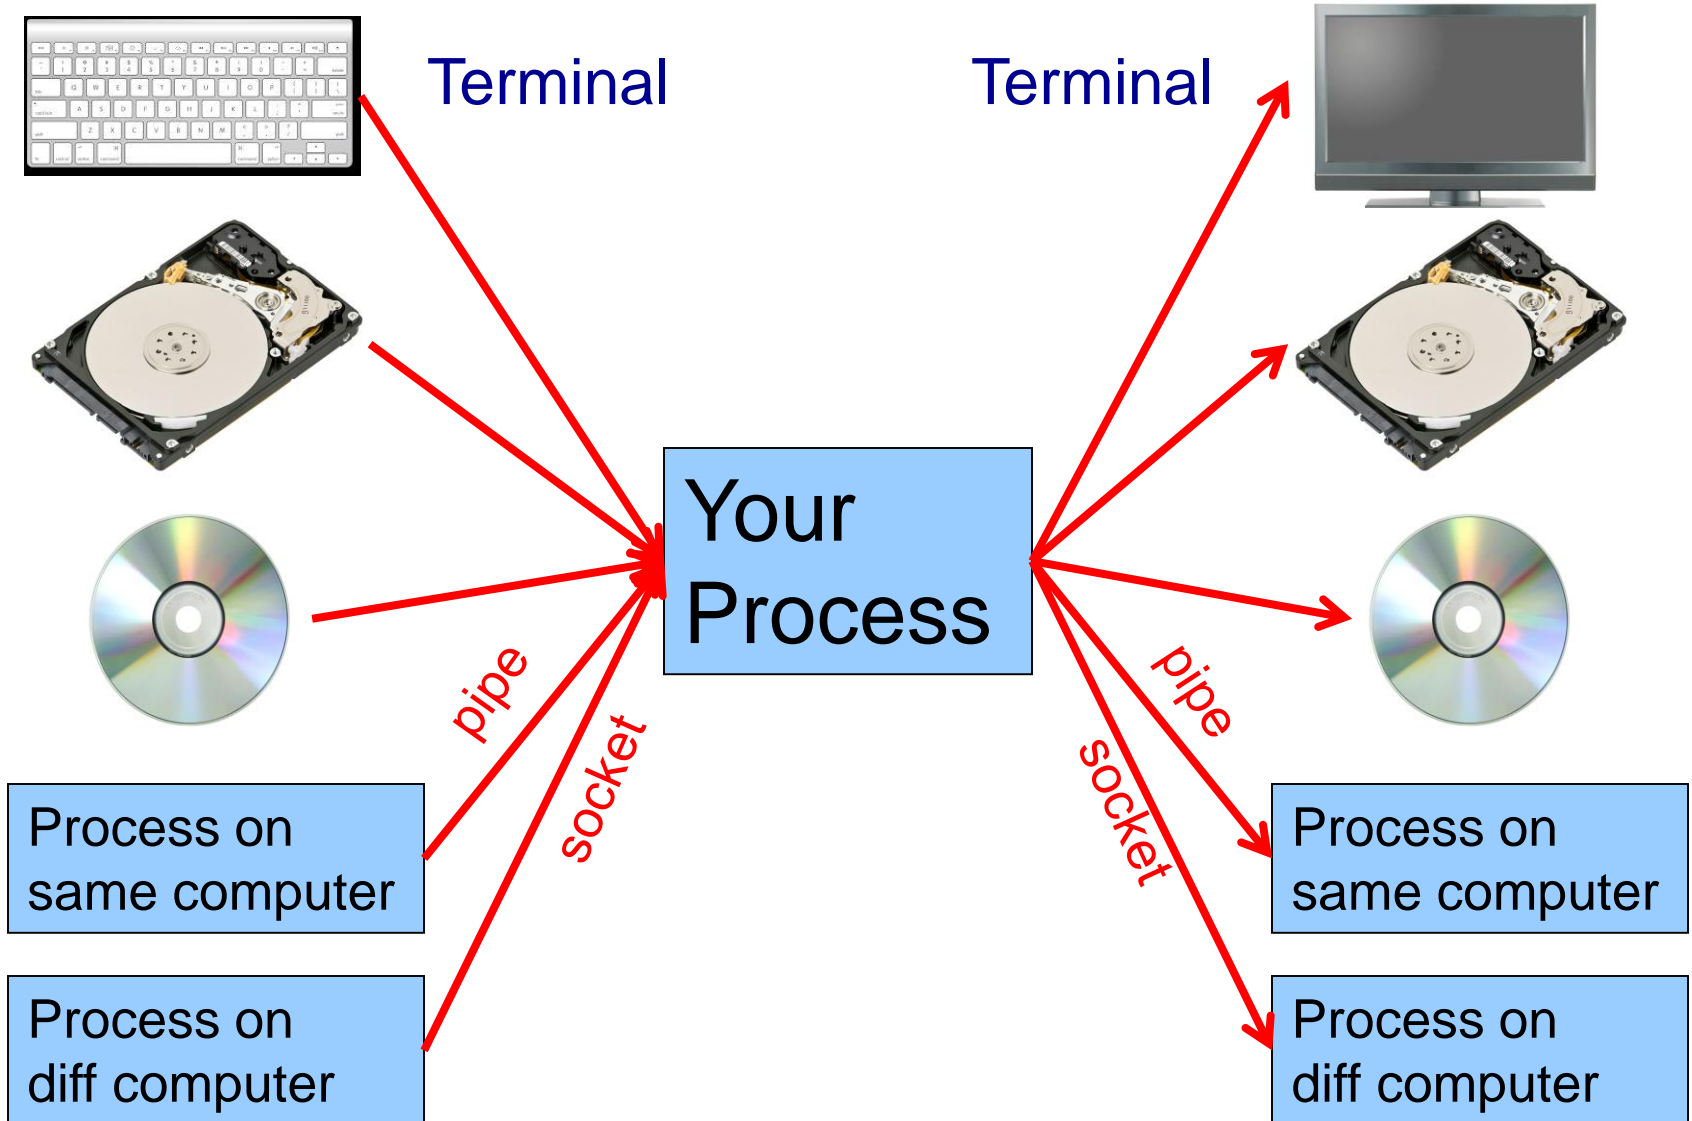 Terminal
Terminal
Your
Process
pipe
socket
pipe
socket
Process on
same computer
Process on
same computer
Process on
diff computer
Process on
diff computer